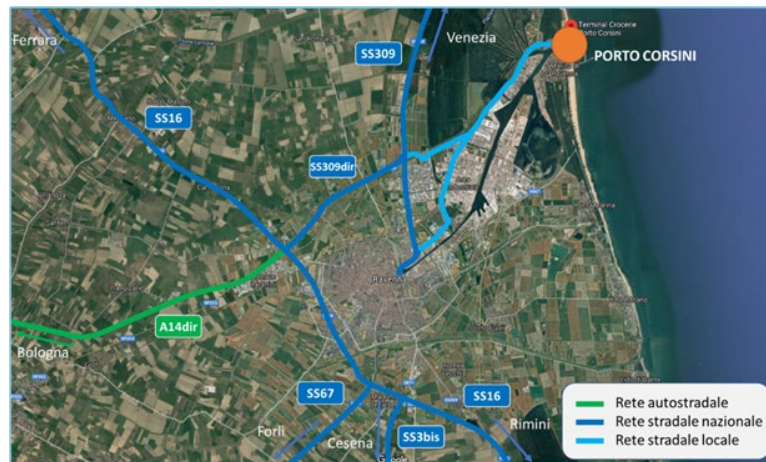 Ferrara
SS309
Venezia
Terminal Crociere
Porto Corsini
PORTO CORSINI
SS16
SS309dir
Ravenna
A14dir
Bologna
SS67
SS16
Forlì
Cesena
SS3bis
Rimini
Google
Rete autostradale
Rete stradale nazionale
Rete stradale locale